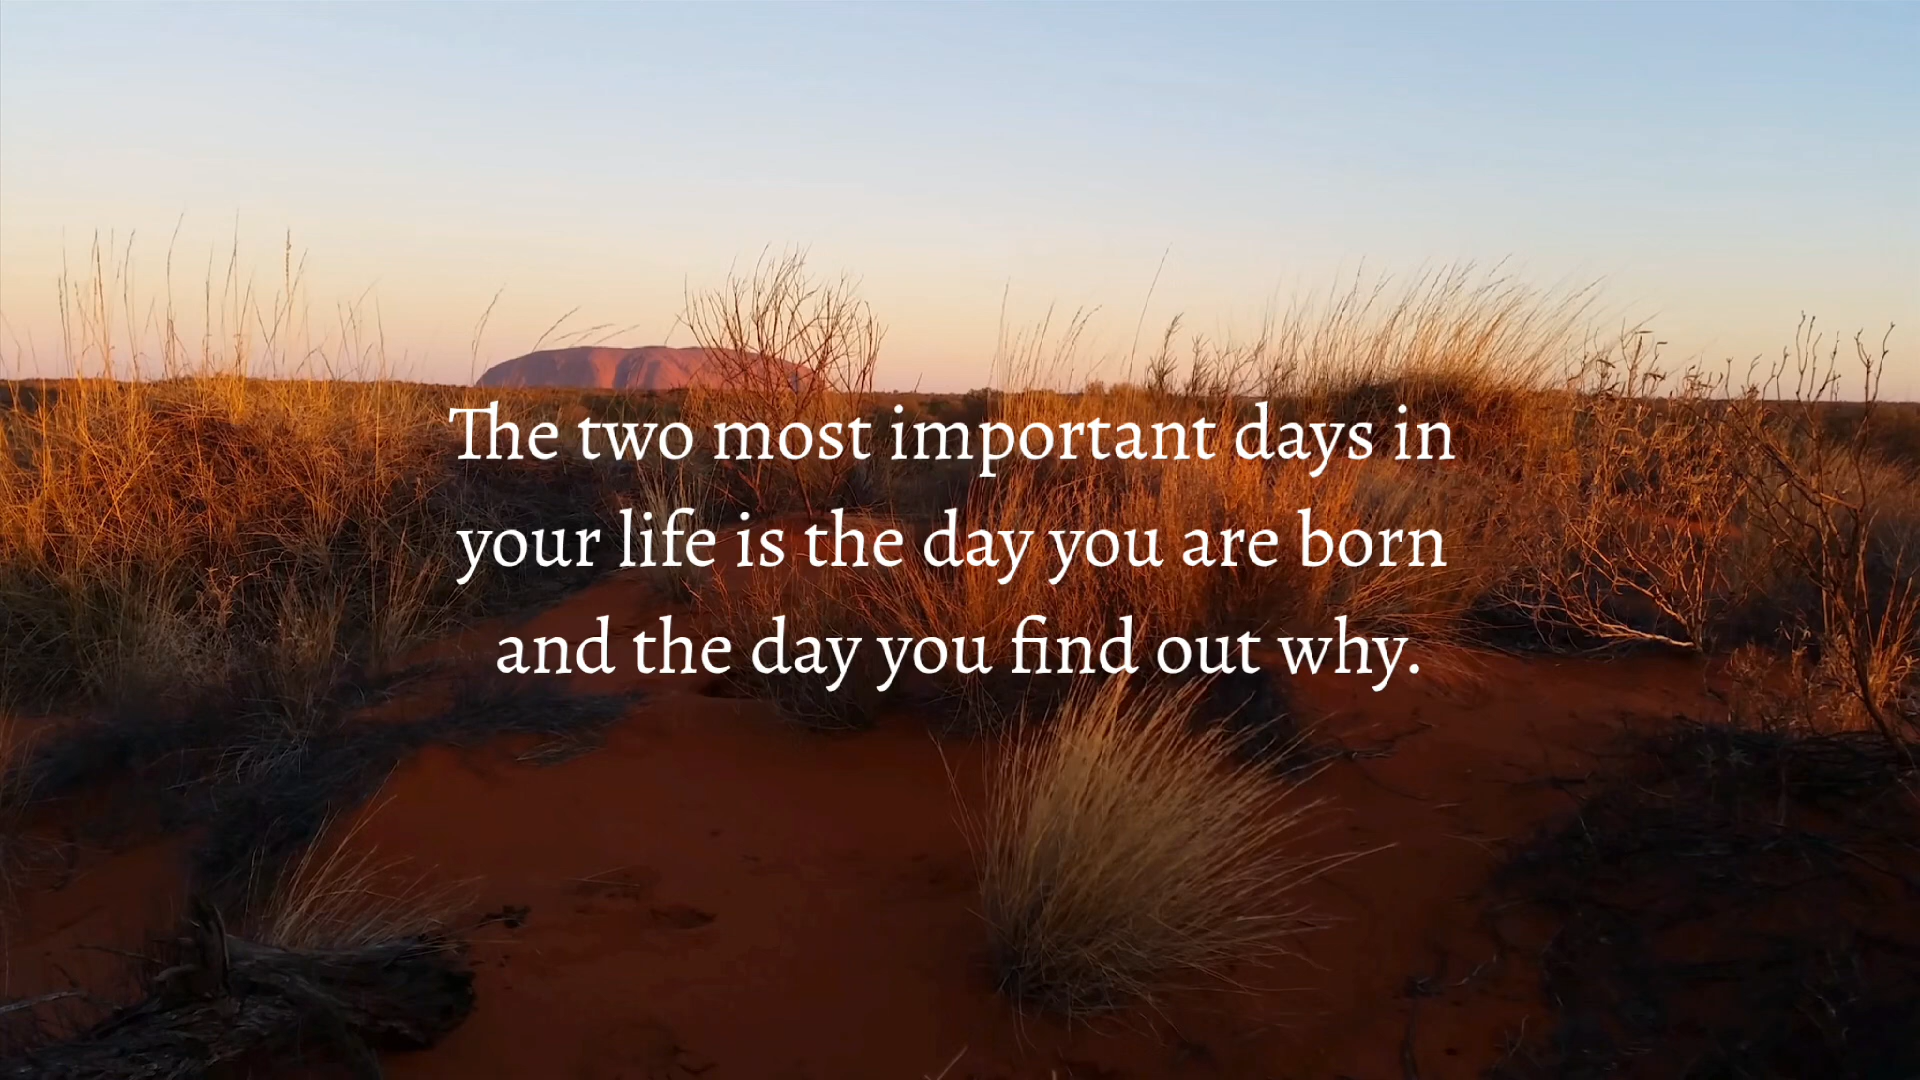 The two most important days in
your life is the day you are born
and the day you find out why.